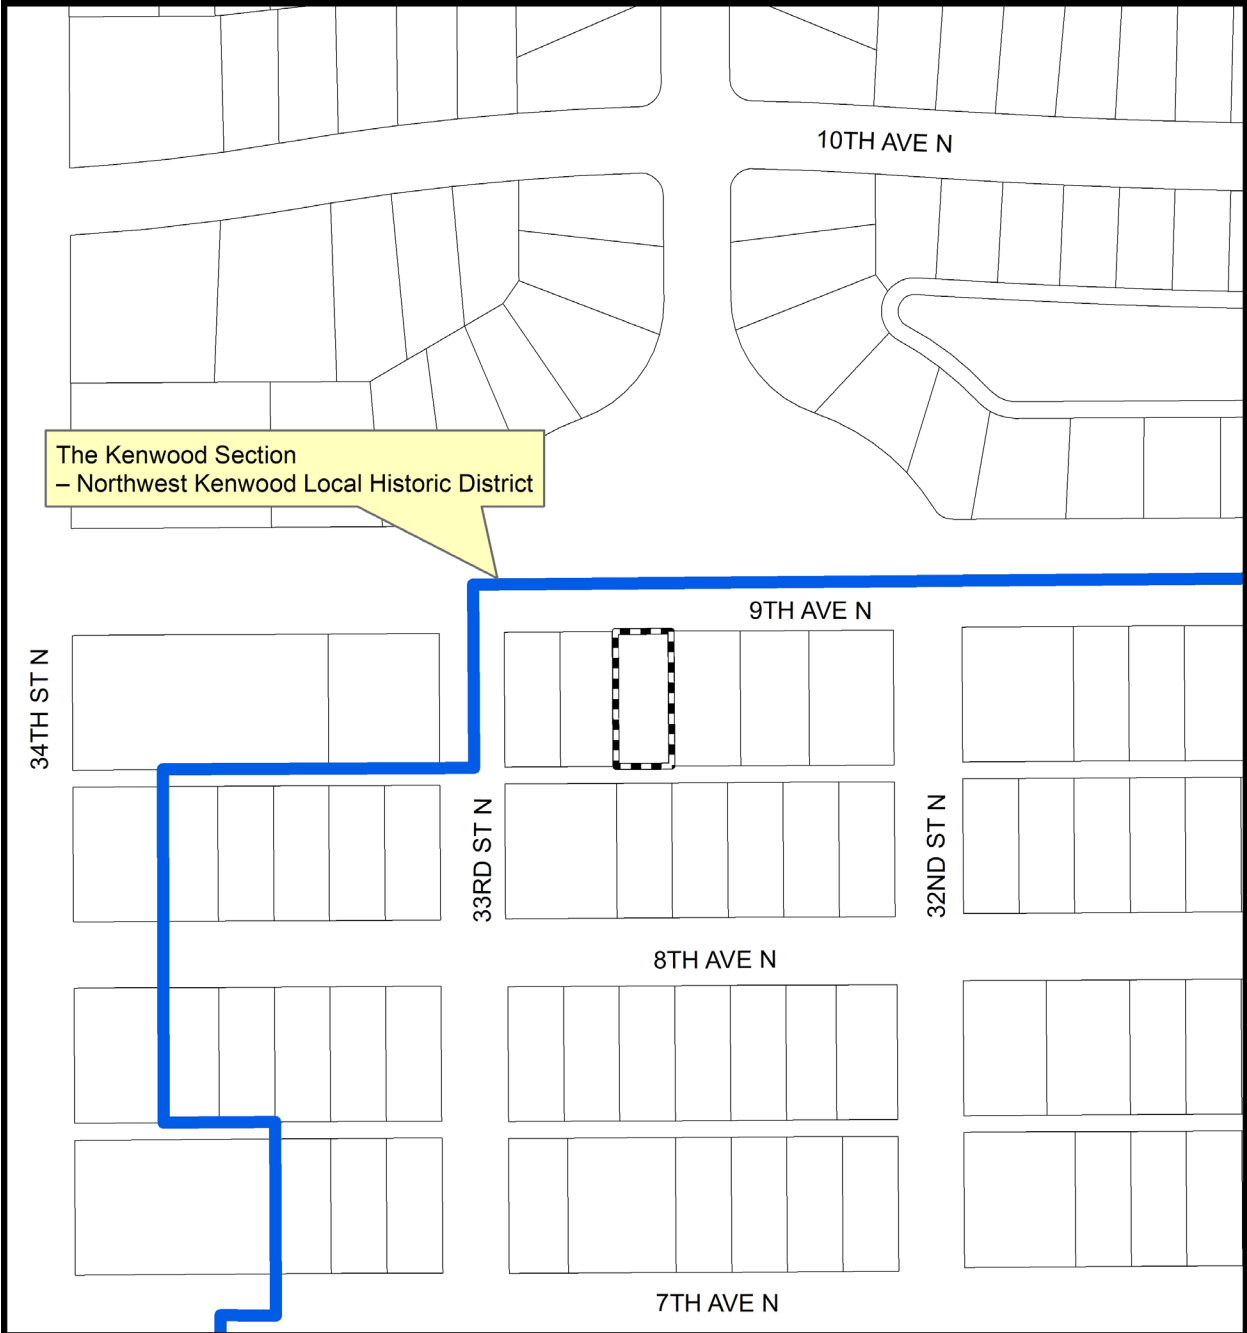 10TH AVE N
The Kenwood Section
– Northwest Kenwood Local Historic District
9TH AVE N
34TH ST N
33RD ST N
32ND ST N
8TH AVE N
7TH AVE N